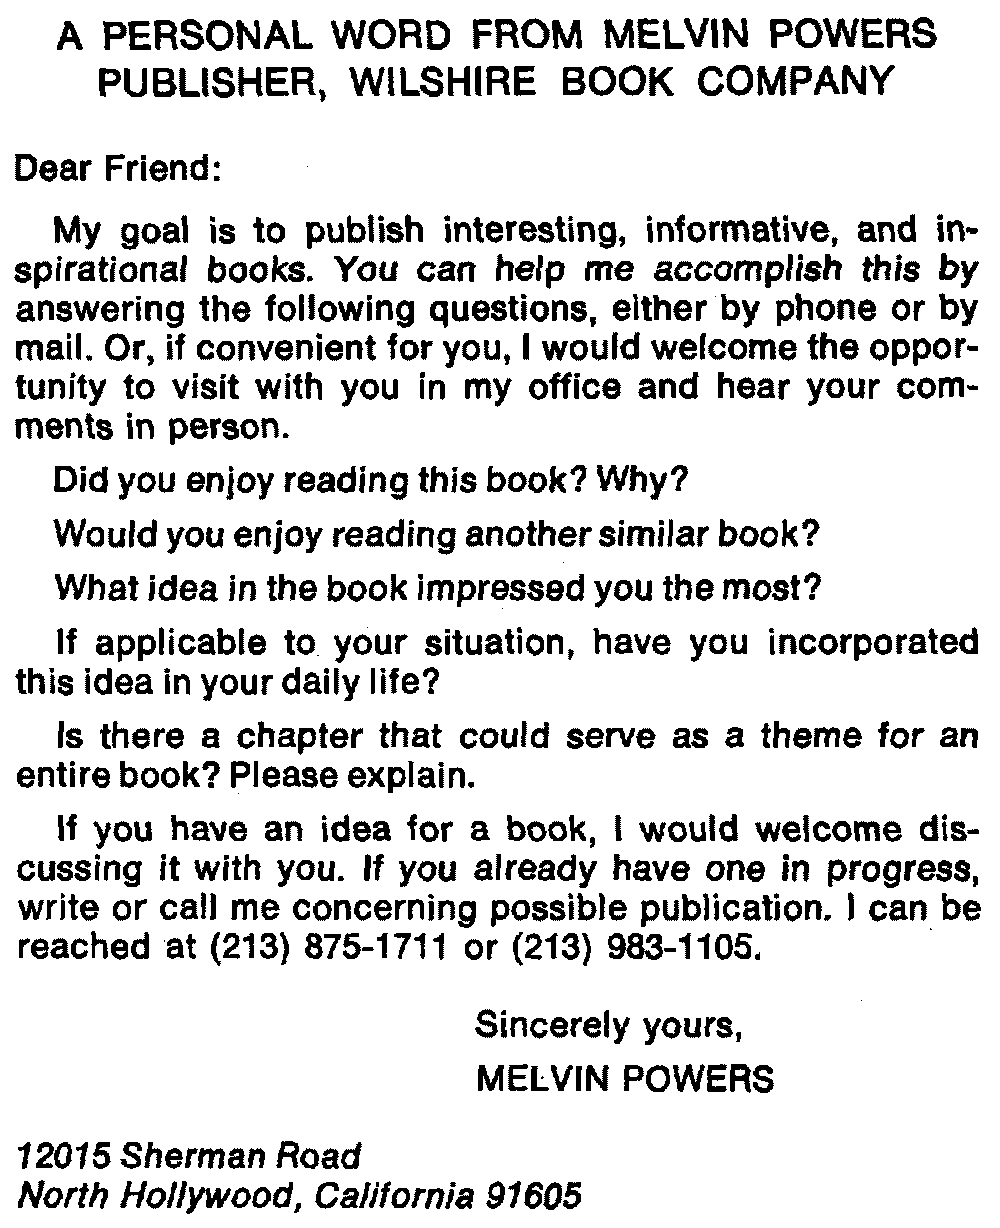 A PERSONAL WORD FROM MELVIN POWERS
PUBLISHER, WILSHIRE BOOK COMPANY
Dear Friend:
My goal is to publish interesting, informative, and in-
spirational books. You can help me accomplish this by
answering the following questions, either by phone or by
mail. Or, if convenient for you, I would welcome the oppor-
tunity to visit with you in my office and hear your com-
ments in person.
Did you enjoy reading this book? Why?
Would you enjoy reading another similar book?
What idea in the book impressed you the most?
If applicable to your situation, have you incorporated
this idea in your daily life?
Is there a chapter that could serve as a theme for an
entire book? Please explain.
If you have an idea for a book, I would welcome dis-
cussing it with you. If you already have one in progress,
write or call me concerning possible publication. I can be
reached at (213) 875-1711 or (213) 983-1105.
Sincerely yours,
MELVIN POWERS
12015 Sherman Road
North Hollywood, California 91605